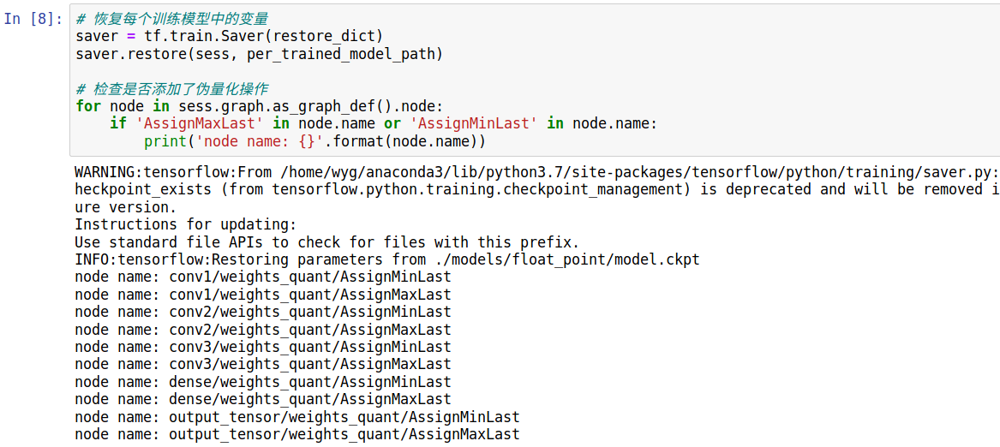 In [8]:
# 恢复每个训练模型中的变量
saver = tf.train.Saver(restore_dict)
saver.restore(sess, per_trained_model_path)
# 检查是否添加了伪量化操作
for node in sess.graph.as_graph_def().node:
    if 'AssignMaxLast' in node.name or 'AssignMinLast' in node.name:
        print('node name: {}'.format(node.name))
WARNING:tensorflow:From /home/wyg/anaconda3/lib/python3.7/site-packages/tensorflow/python/training/saver.py:
heckpoint_exists (from tensorflow.python.training.checkpoint_management) is deprecated and will be removed i
ure version.
Instructions for updating:
Use standard file APIs to check for files with this prefix.
INFO:tensorflow:Restoring parameters from ./models/float_point/model.ckpt
node name: conv1/weights_quant/AssignMinLast
node name: conv1/weights_quant/AssignMaxLast
node name: conv2/weights_quant/AssignMinLast
node name: conv2/weights_quant/AssignMaxLast
node name: conv3/weights_quant/AssignMinLast
node name: conv3/weights_quant/AssignMaxLast
node name: dense/weights_quant/AssignMinLast
node name: dense/weights_quant/AssignMaxLast
node name: output_tensor/weights_quant/AssignMinLast
node name: output_tensor/weights_quant/AssignMaxLast